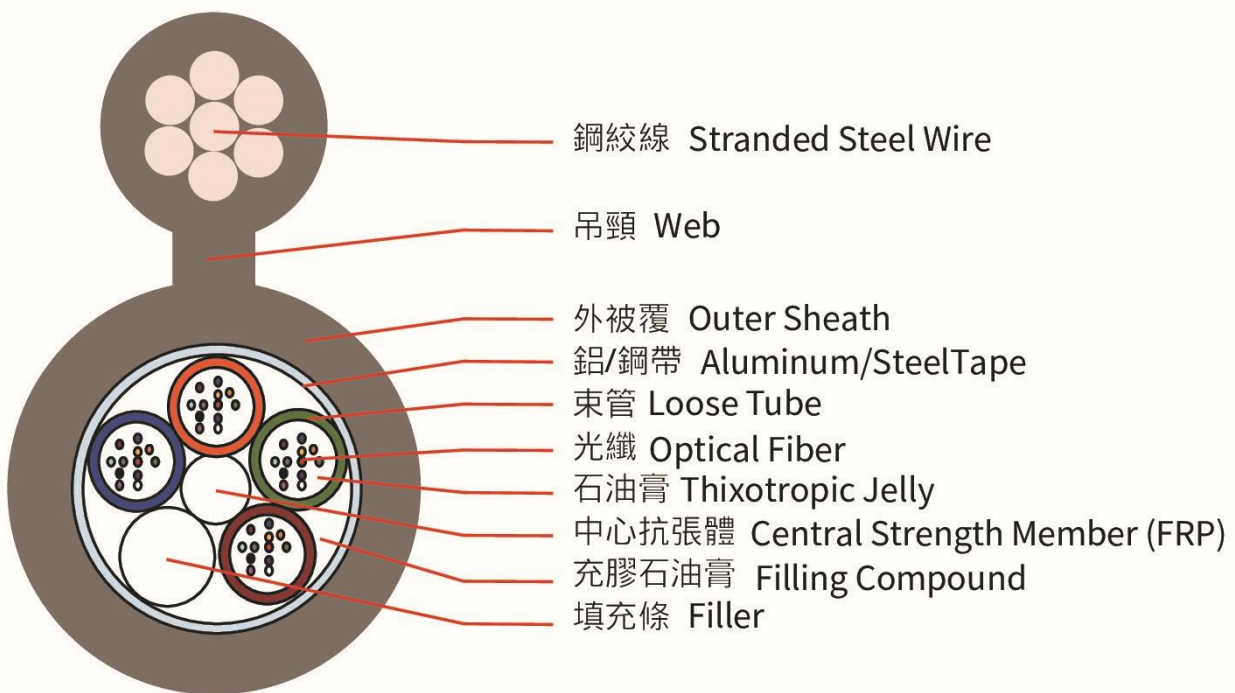 鋼絞線 Stranded Steel Wire
吊頸 Web
外被覆 Outer Sheath
鋁/鋼帶 Aluminum/SteelTape
束管 Loose Tube
光纖 Optical Fiber
石油膏 Thixotropic Jelly
中心抗張體 Central Strength Member (FRP)
充膠石油膏 Filling Compound
填充條 Filler